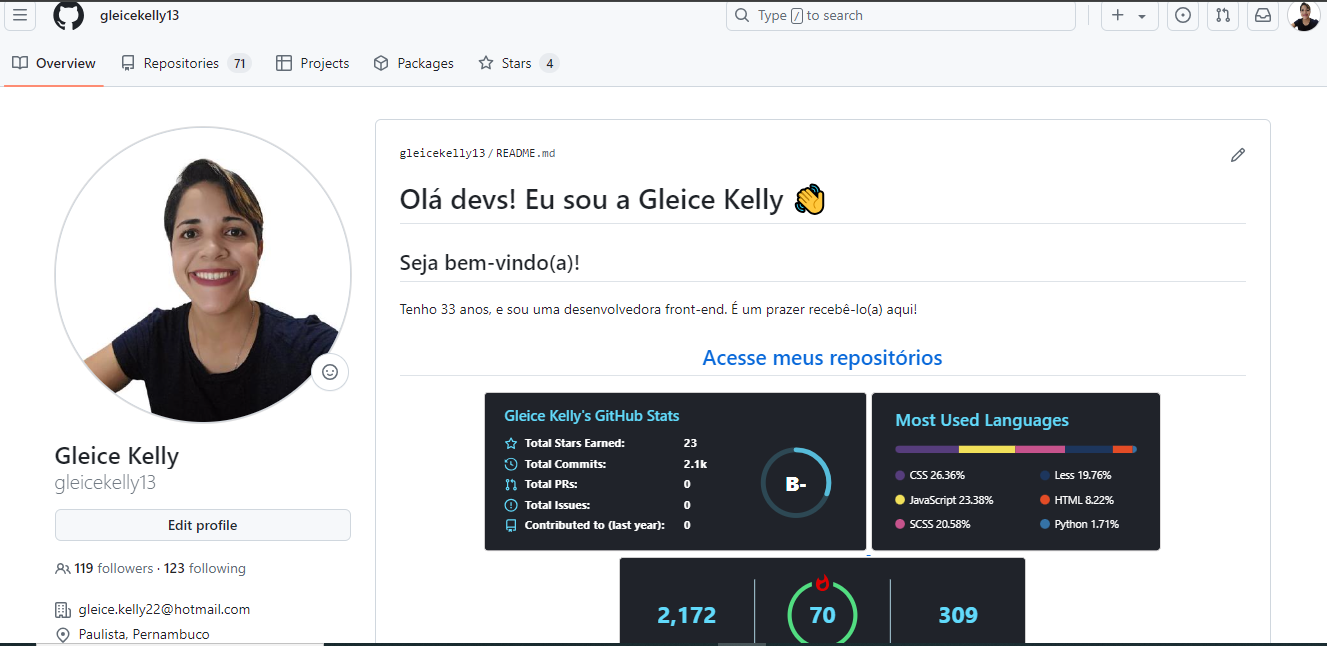 gleicekelly13
Type / to search
Overview
Repositories 71
Projects
Packages
Stars 4
gleicekelly13/README.md
Olá devs! Eu sou a Gleice Kelly 👋
Seja bem-vindo(a)!
Tenho 33 anos, e sou uma desenvolvedora front-end. É um prazer recebê-lo(a) aqui!
Acesse meus repositórios
Gleice Kelly's GitHub Stats
Total Stars Earned: 23
Total Commits: 2.1k
Total PRs: 0
Total Issues: 0
Contributed to (last year): 0
B-
Most Used Languages
CSS 26.36%
JavaScript 23.38%
SCSS 20.58%
Less 19.76%
HTML 8.22%
Python 1.71%
2,172
70
309
Gleice Kelly
gleicekelly13
Edit profile
119 followers · 123 following
gleice.kelly22@hotmail.com
Paulista, Pernambuco